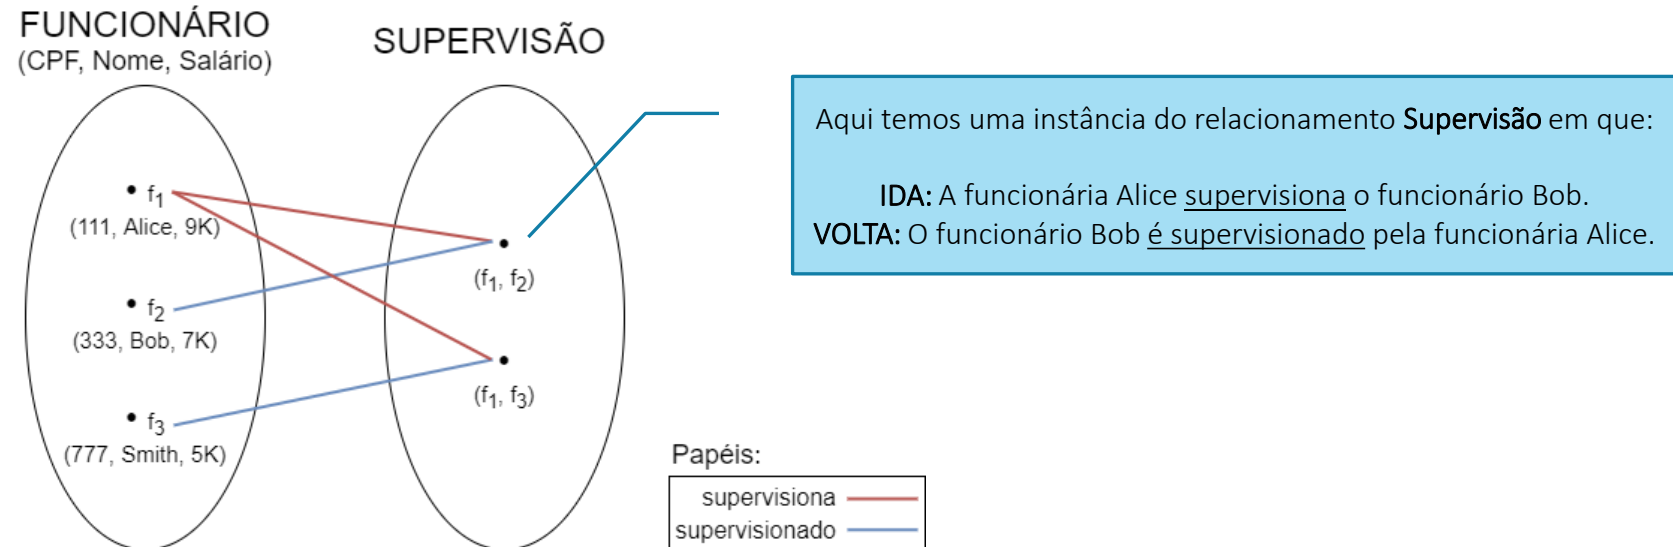 FUNCIONÁRIO
(CPF, Nome, Salário)
SUPERVISÃO
f1
(111, Alice, 9K)
f2
(333, Bob, 7K)
f3
(777, Smith, 5K)
(f1, f2)
(f1, f3)
Aqui temos uma instância do relacionamento Supervisão em que:
IDA: A funcionária Alice supervisiona o funcionário Bob.
VOLTA: O funcionário Bob é supervisionado pela funcionária Alice.
Papéis:
supervisiona
supervisionado